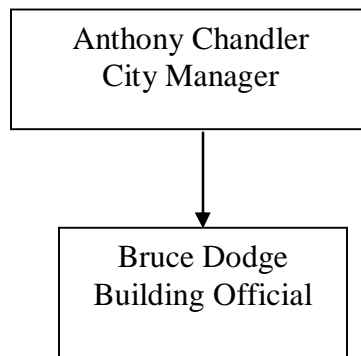 Anthony Chandler
City Manager
Bruce Dodge
Building Official